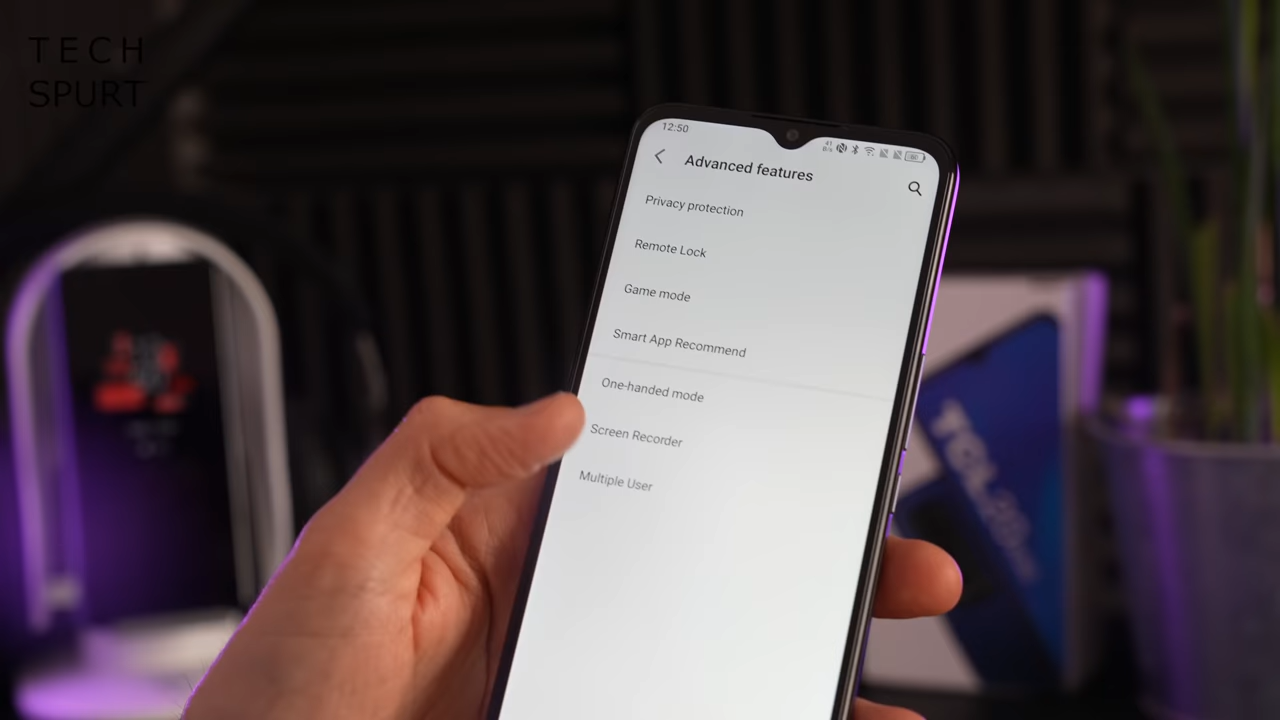 TECH
SPURT
12:50
Advanced features
Privacy protection
Remote Lock
Game mode
Smart App Recommend
One-handed mode
Screen Recorder
Multiple User
TCL